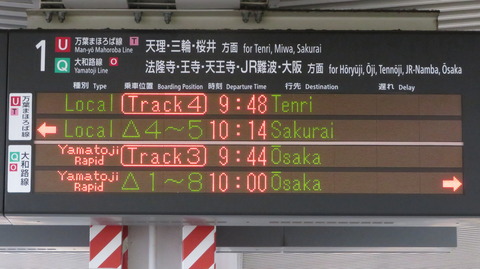 1 U 万葉まほろば線 T 天理・三輪・桜井 方面 for Tenri, Miwa, Sakurai
Man-yō Mahoroba Line
Q 大和路線 O 法隆寺・王寺・天王寺・JR難波・大阪 方面 for Hōryūji, Ōji, Tennōji, JR-Namba, Ōsaka
Yamatoji Line
種別 Type 乗車位置 Boarding Position 時刻 Departure Time 行先 Destination 遅れ Delay
U T 万葉まほろば線
Local Track4 9:48 Tenri
← Local △4～5 10:14 Sakurai
Q O 大和路線
Yamatoji Rapid Track3 9:44 Ōsaka
Yamatoji Rapid △1～8 10:00 Ōsaka →